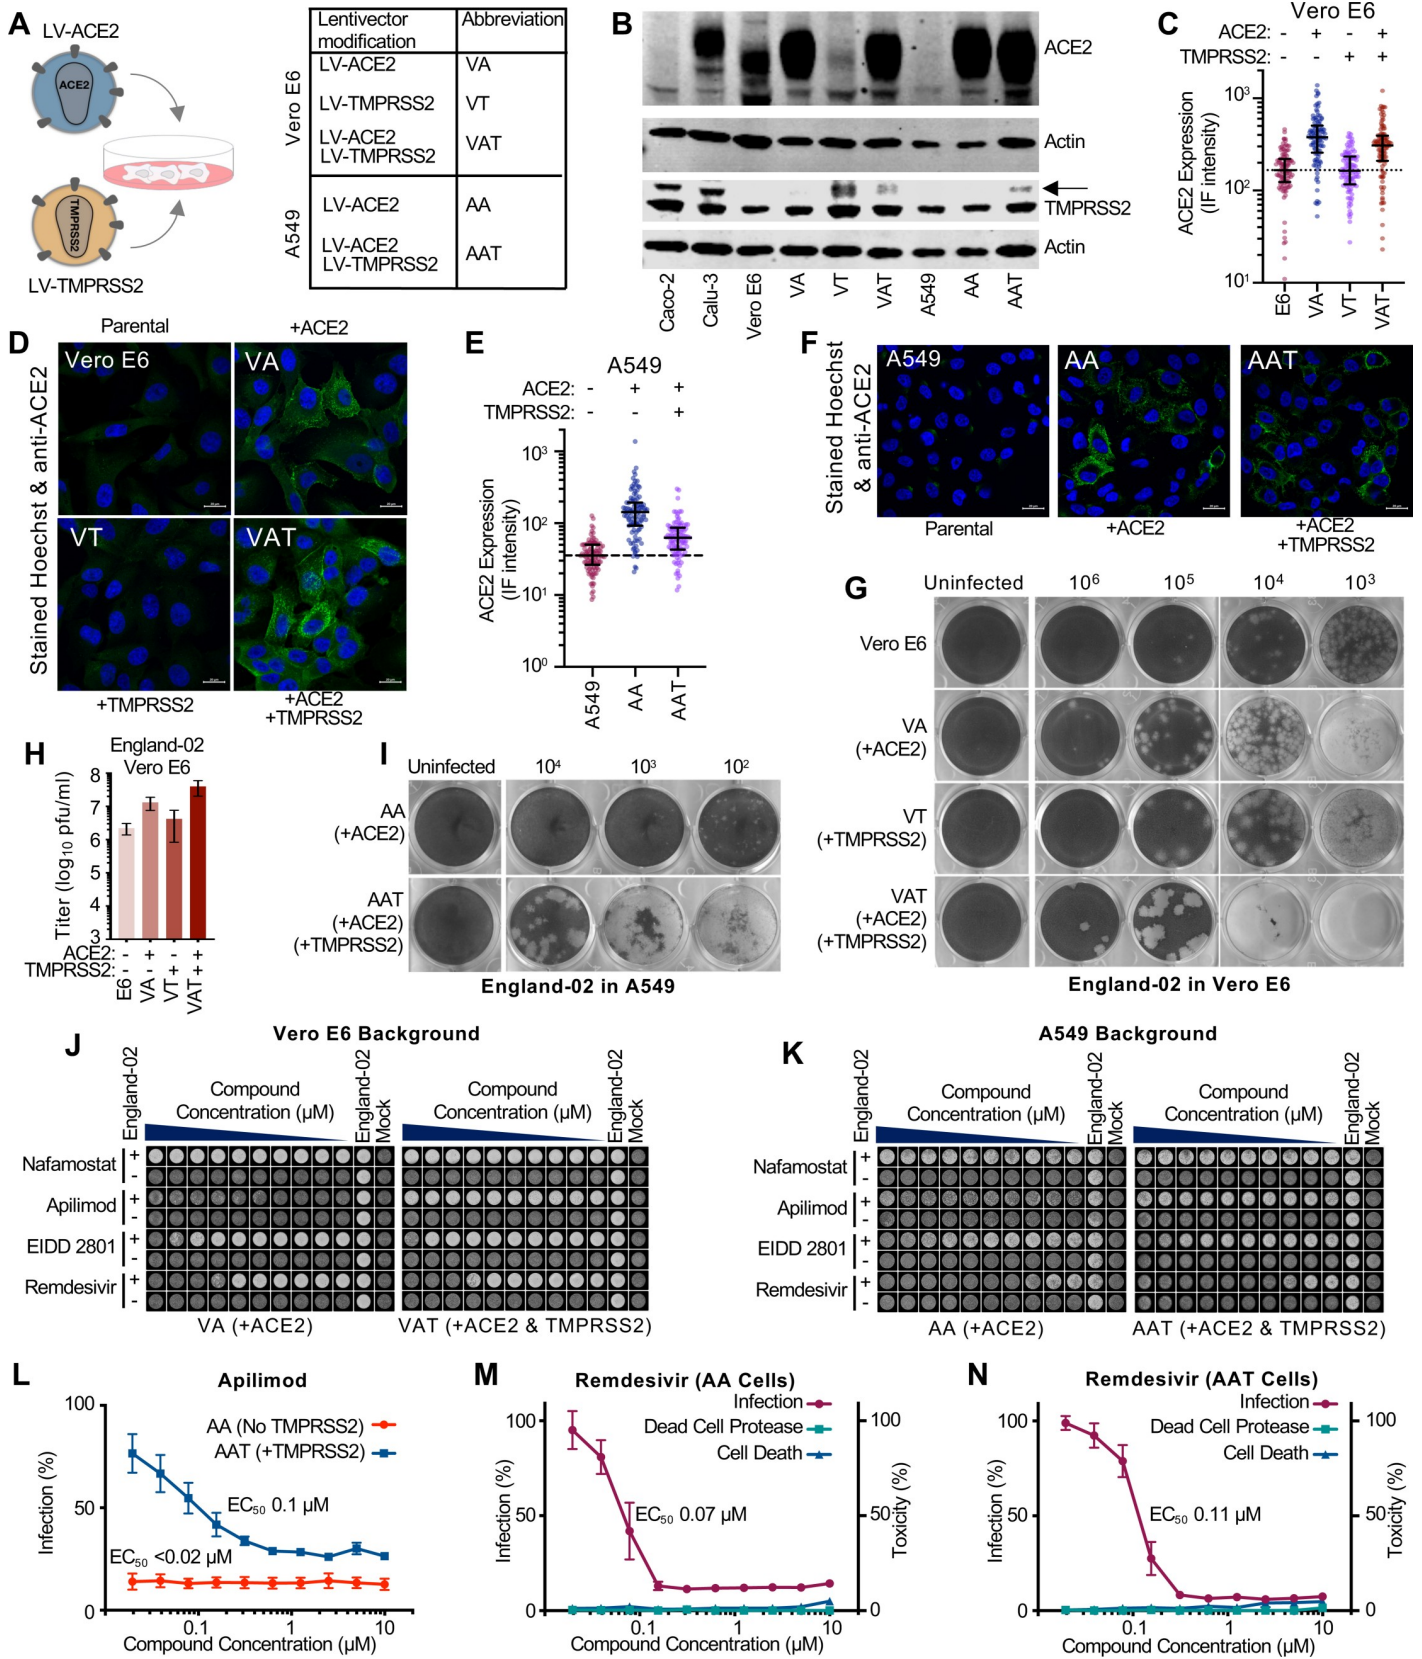 A
LV-ACE2
ACE2
TMPRSS2
LV-TMPRSS2
Vero E6
A549
Lentivector modification
Abbreviation
LV-ACE2
VA
LV-TMPRSS2
VT
LV-ACE2
LV-TMPRSS2
VAT
LV-ACE2
AA
LV-ACE2
LV-TMPRSS2
AAT
B
ACE2
Actin
TMPRSS2
Actin
Caco-2
Calu-3
Vero E6
VA
VT
VAT
A549
AA
AAT
C
Vero E6
ACE2: - + - +
TMPRSS2: - - + +
ACE2 Expression
(IF intensity)
10³
10²
10¹
E6
VA
VT
VAT
D
Parental
+ACE2
Stained Hoechst & anti-ACE2
Vero E6
VA
VT
VAT
+TMPRSS2
+ACE2
+TMPRSS2
E
A549
ACE2: - + +
TMPRSS2: - - +
ACE2 Expression
(IF intensity)
10³
10²
10¹
10⁰
A549
AA
AAT
F
Stained Hoechst
& anti-ACE2
A549
AA
AAT
Parental
+ACE2
+ACE2
+TMPRSS2
G
Uninfected 10⁶ 10⁵ 10⁴ 10³
Vero E6
VA
(+ACE2)
VT
(+TMPRSS2)
VAT
(+ACE2)
(+TMPRSS2)
England-02 in Vero E6
H
England-02
Vero E6
Titer (log₁₀ pfu/ml)
8
7
6
5
4
3
ACE2: - + - +
TMPRSS2: - - + +
E6
VA
VT
VAT
I
Uninfected 10⁴ 10³ 10²
AA
(+ACE2)
AAT
(+ACE2)
(+TMPRSS2)
England-02 in A549
J
Vero E6 Background
England-02
Compound
Concentration (µM)
England-02
Mock
Compound
Concentration (µM)
England-02
Mock
Nafamostat + -
Apilimod + -
EIDD 2801 + -
Remdesivir + -
VA (+ACE2)
VAT (+ACE2 & TMPRSS2)
K
A549 Background
England-02
Compound
Concentration (µM)
England-02
Mock
Compound
Concentration (µM)
England-02
Mock
Nafamostat + -
Apilimod + -
EIDD 2801 + -
Remdesivir + -
AA (+ACE2)
AAT (+ACE2 & TMPRSS2)
L
Apilimod
Infection (%)
100
50
0
AA (No TMPRSS2)
AAT (+TMPRSS2)
EC₅₀ 0.1 µM
EC₅₀ <0.02 µM
0.1 1 10
Compound Concentration (µM)
M
Remdesivir (AA Cells)
Infection
Dead Cell Protease
Cell Death
Infection (%)
100
50
0
EC₅₀ 0.07 µM
Toxicity (%)
100
50
0
0.1 1 10
Compound Concentration (µM)
N
Remdesivir (AAT Cells)
Infection
Dead Cell Protease
Cell Death
Infection (%)
100
50
0
EC₅₀ 0.11 µM
Toxicity (%)
100
50
0
0.1 1 10
Compound Concentration (µM)